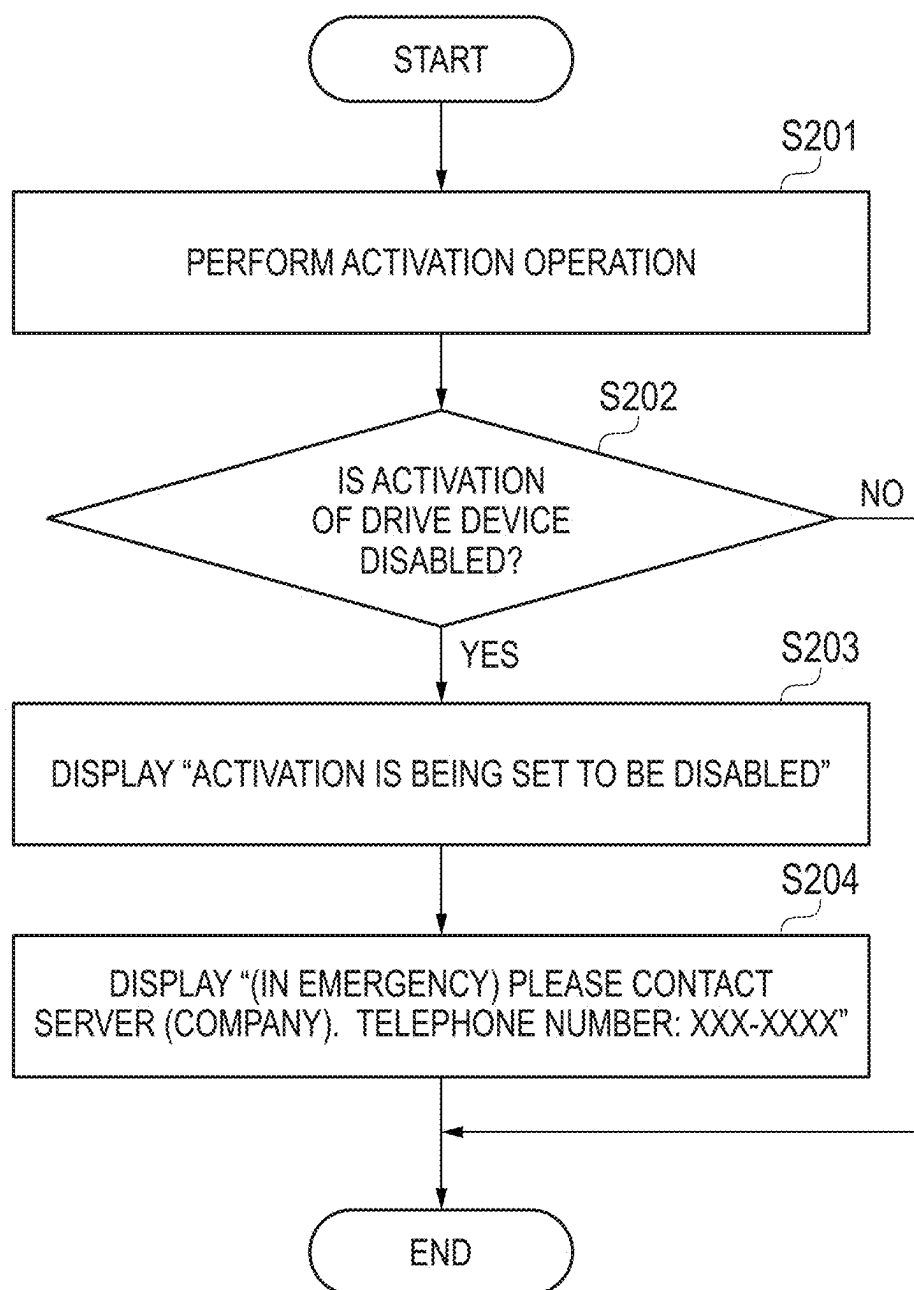 START
S201
PERFORM ACTIVATION OPERATION
S202
IS ACTIVATION
OF DRIVE DEVICE
DISABLED?
NO
YES
S203
DISPLAY “ACTIVATION IS BEING SET TO BE DISABLED”
S204
DISPLAY “(IN EMERGENCY) PLEASE CONTACT
SERVER (COMPANY). TELEPHONE NUMBER: XXX-XXXX”
END